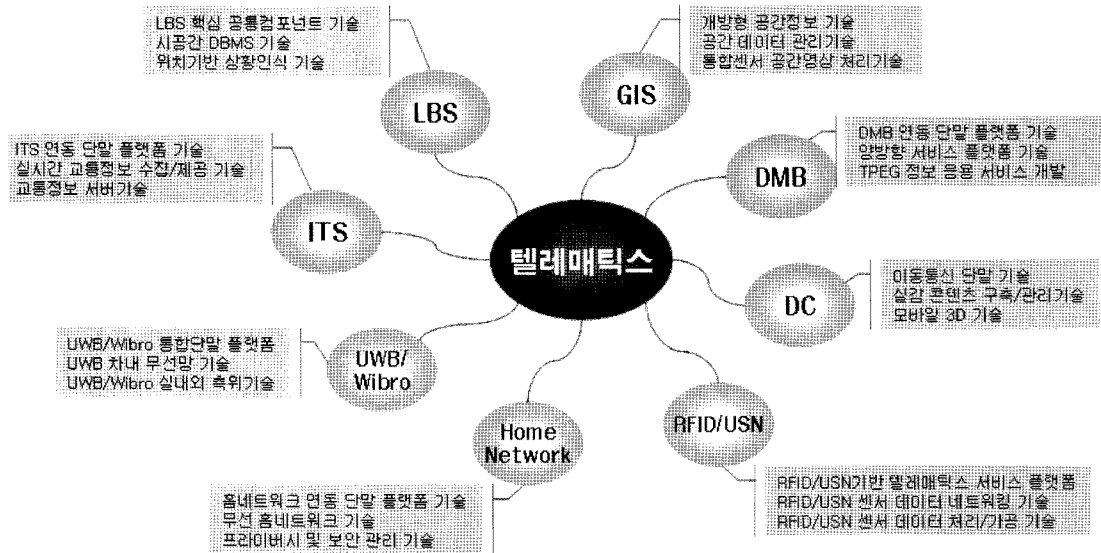 LBS 핵심 공통컴포넌트 기술
시공간 DBMS 기술
위치기반 상황인식 기술
LBS
개방형 공간정보 기술
공간 데이터 관리기술
통합센서 공간영상 처리기술
GIS
DMB 연동 단말 플랫폼 기술
양방향 서비스 플랫폼 기술
TPEG 정보 응용 서비스 개발
DMB
ITS 연동 단말 플랫폼 기술
실시간 교통정보 수집/제공 기술
교통정보 서버기술
ITS
텔레매틱스
이동통신 단말 기술
실감 콘텐츠 구축/관리기술
모바일 3D 기술
DC
UWB/Wibro 통합단말 플랫폼
UWB 차내 무선망 기술
UWB/Wibro 실내외 측위기술
UWB/
Wibro
Home
Network
홈네트워크 연동 단말 플랫폼 기술
무선 홈네트워크 기술
프라이버시 및 보안 관리 기술
RFID/USN
RFID/USN기반 텔레매틱스 서비스 플랫폼
RFID/USN 센서 데이터 네트워킹 기술
RFID/USN 센서 데이터 처리/가공 기술